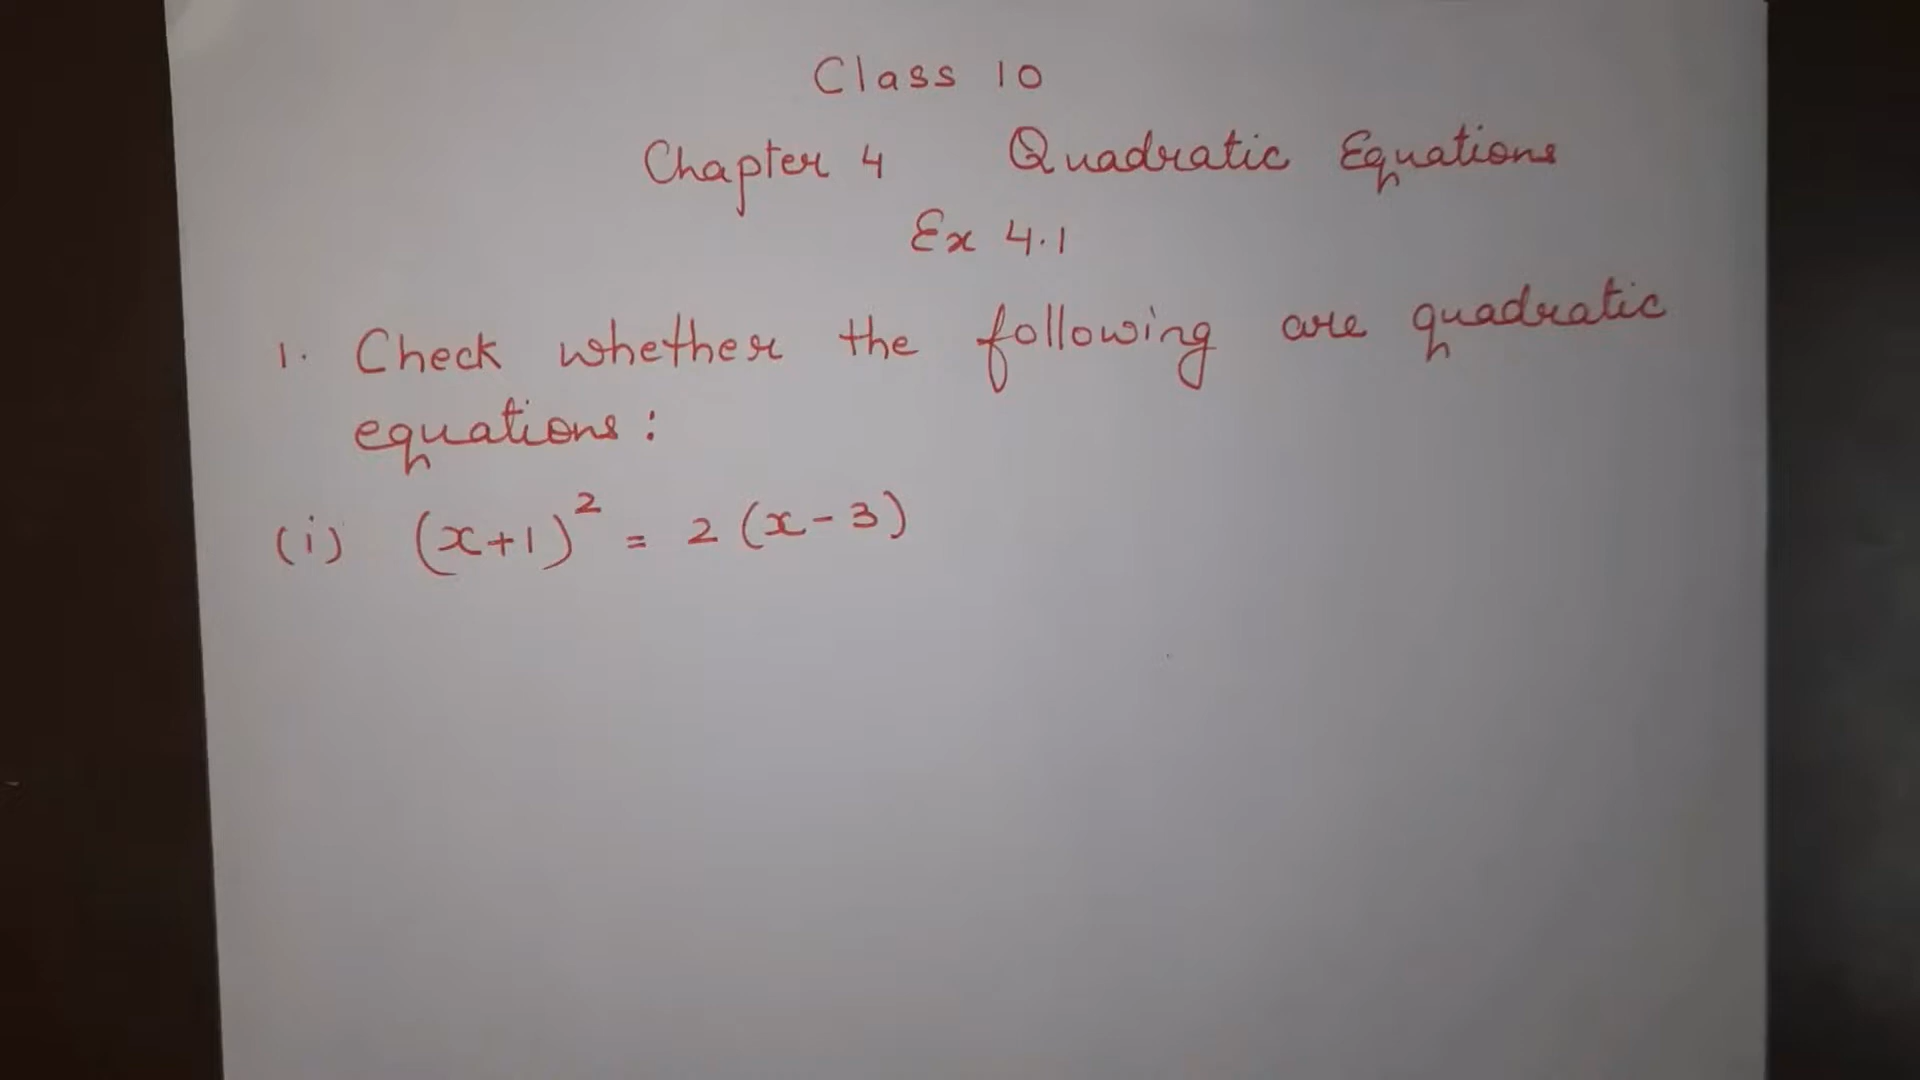 Class 10
Chapter 4 Quadratic Equations
Ex 4.1
1. Check whether the following are quadratic
equations :
(i) (x+1)² = 2 (x-3)